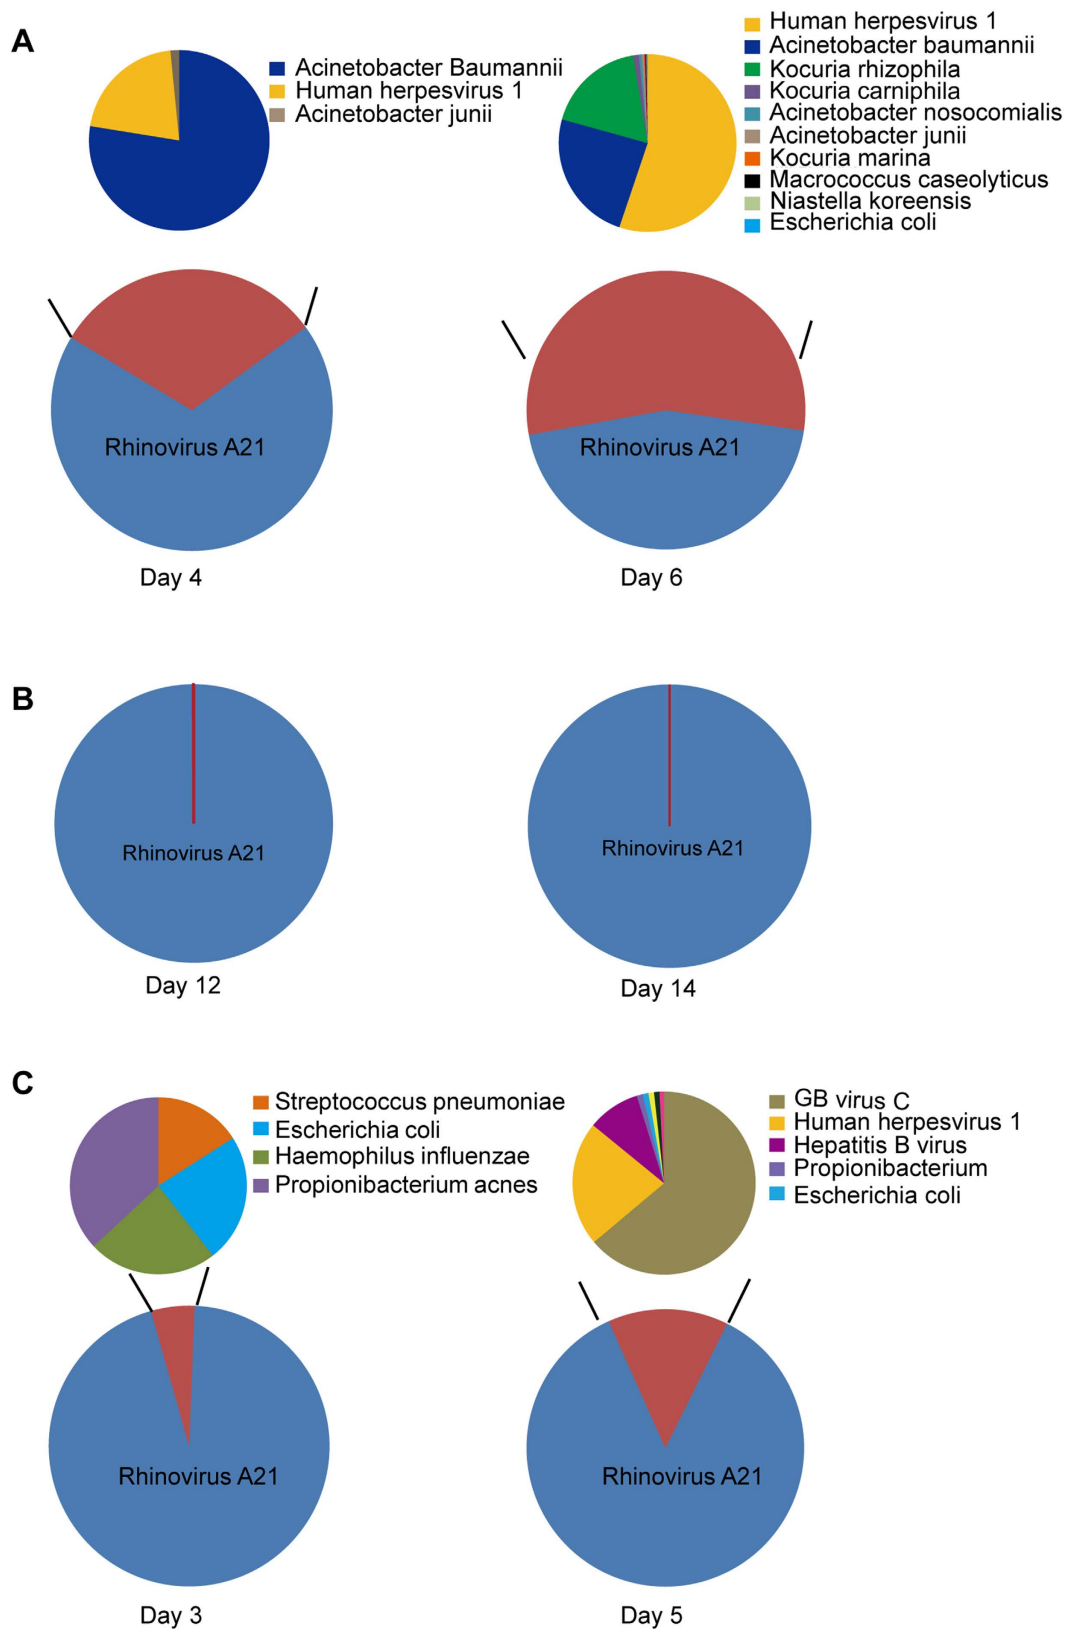 A
Acinetobacter Baumannii
Human herpesvirus 1
Acinetobacter junii
Human herpesvirus 1
Acinetobacter baumannii
Kocuria rhizophila
Kocuria carniphila
Acinetobacter nosocomialis
Acinetobacter junii
Kocuria marina
Macrococcus caseolyticus
Niastella koreensis
Escherichia coli
Rhinovirus A21
Rhinovirus A21
Day 4
Day 6
B
Rhinovirus A21
Rhinovirus A21
Day 12
Day 14
C
Streptococcus pneumoniae
Escherichia coli
Haemophilus influenzae
Propionibacterium acnes
GB virus C
Human herpesvirus 1
Hepatitis B virus
Propionibacterium
Escherichia coli
Rhinovirus A21
Rhinovirus A21
Day 3
Day 5